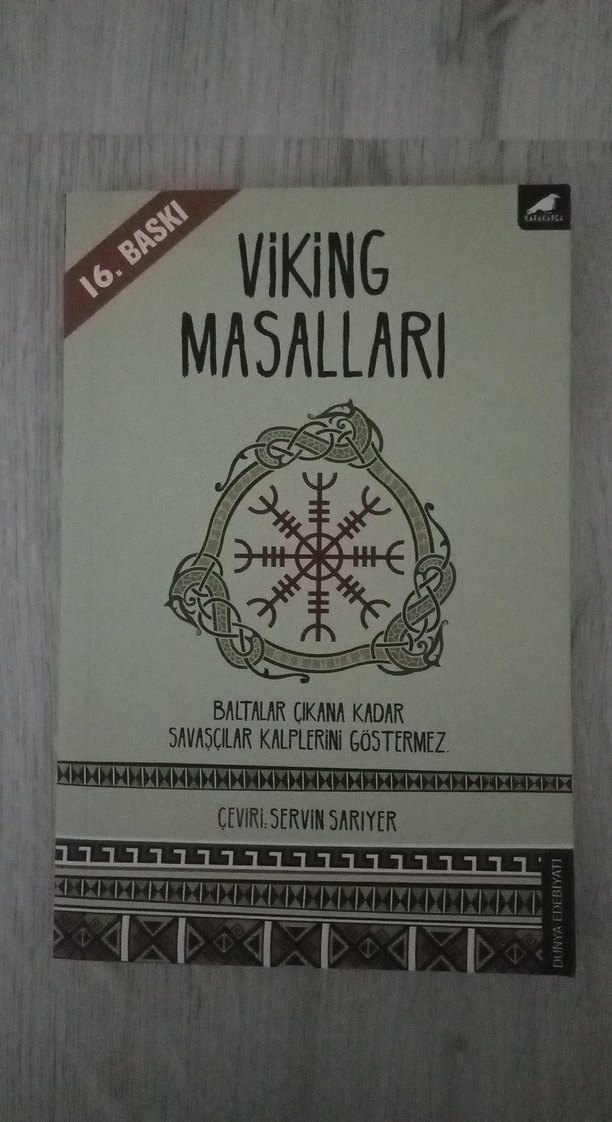 16. BASKI
KARAKARGA
VİKİNG
MASALLARI
BALTALAR ÇIKANA KADAR
SAVAŞÇILAR KALPLERİNİ GÖSTERMEZ.
ÇEVİRİ: SERVİN SARIYER
DÜNYA EDEBİYATI